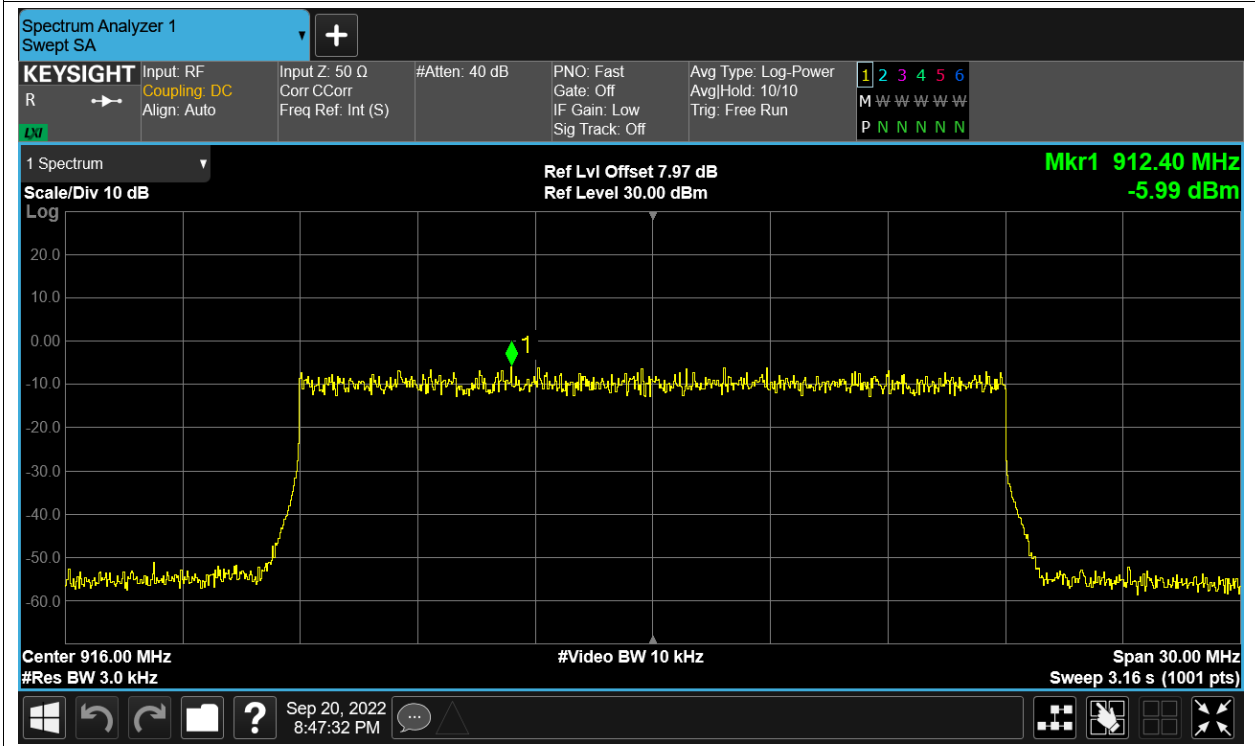 Spectrum Analyzer 1
Swept SA
KEYSIGHT
R
LXI
Input: RF
Coupling: DC
Align: Auto
Input Z: 50 Ω
Corr CCorr
Freq Ref: Int (S)
#Atten: 40 dB
PNO: Fast
Gate: Off
IF Gain: Low
Sig Track: Off
Avg Type: Log-Power
Avg|Hold: 10/10
Trig: Free Run
1 2 3 4 5 6
M W W W W W
P N N N N N
1 Spectrum
Scale/Div 10 dB
Ref Lvl Offset 7.97 dB
Ref Level 30.00 dBm
Mkr1 912.40 MHz
-5.99 dBm
Log
20.0
10.0
0.00
1
-10.0
-20.0
-30.0
-40.0
-50.0
-60.0
Center 916.00 MHz
#Res BW 3.0 kHz
#Video BW 10 kHz
Span 30.00 MHz
Sweep 3.16 s (1001 pts)
?
Sep 20, 2022
8:47:32 PM